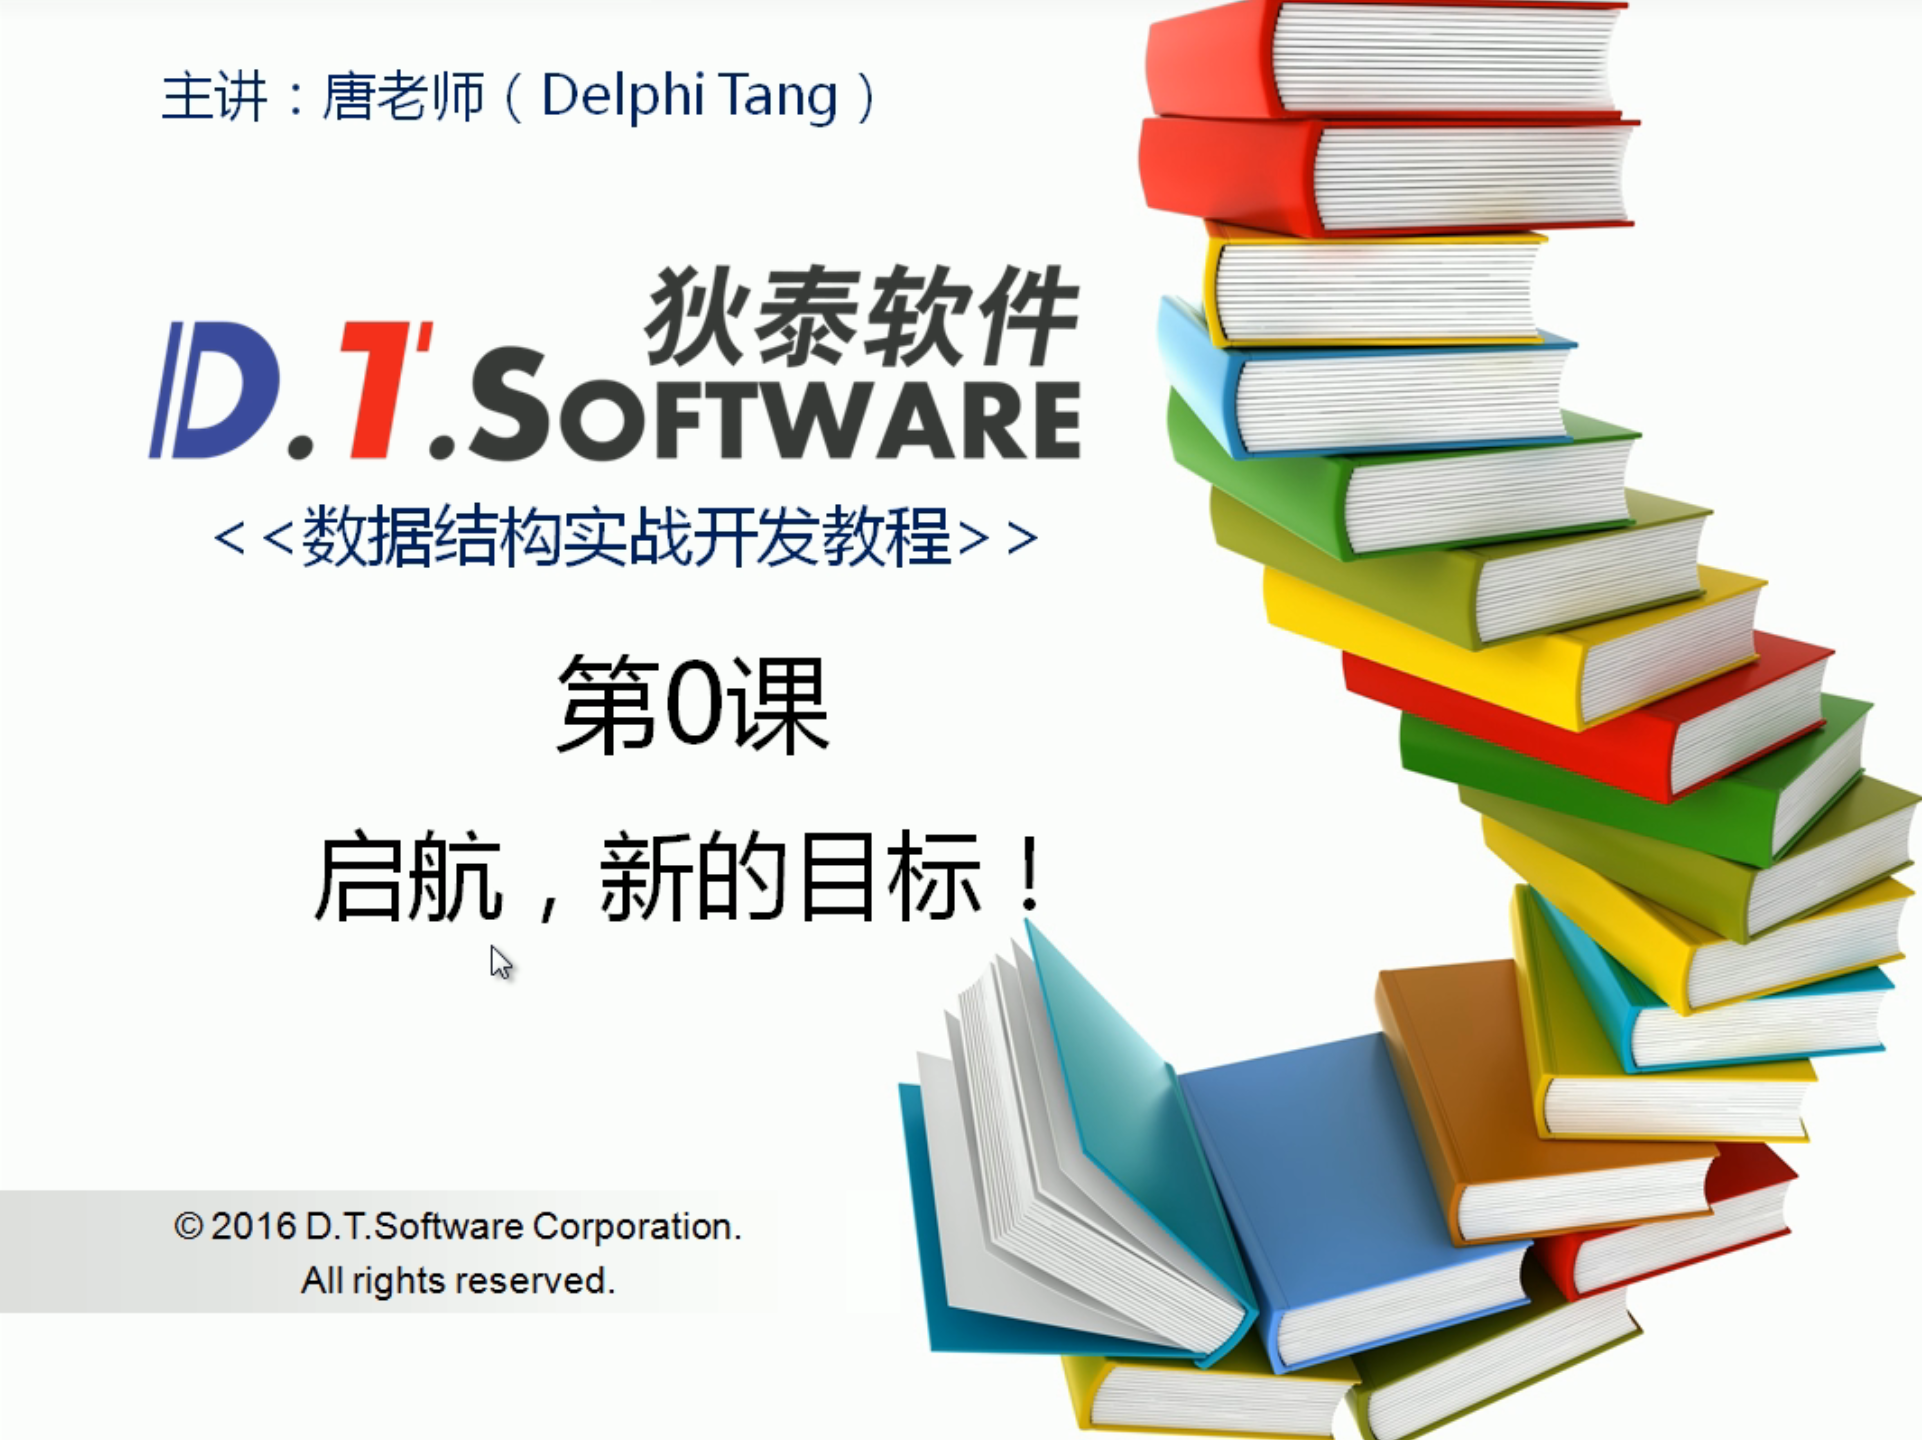 主讲：唐老师（Delphi Tang）
狄泰软件
D.T.SOFTWARE
<<数据结构实战开发教程>>
第0课
启航，新的目标！
© 2016 D.T.Software Corporation.
All rights reserved.